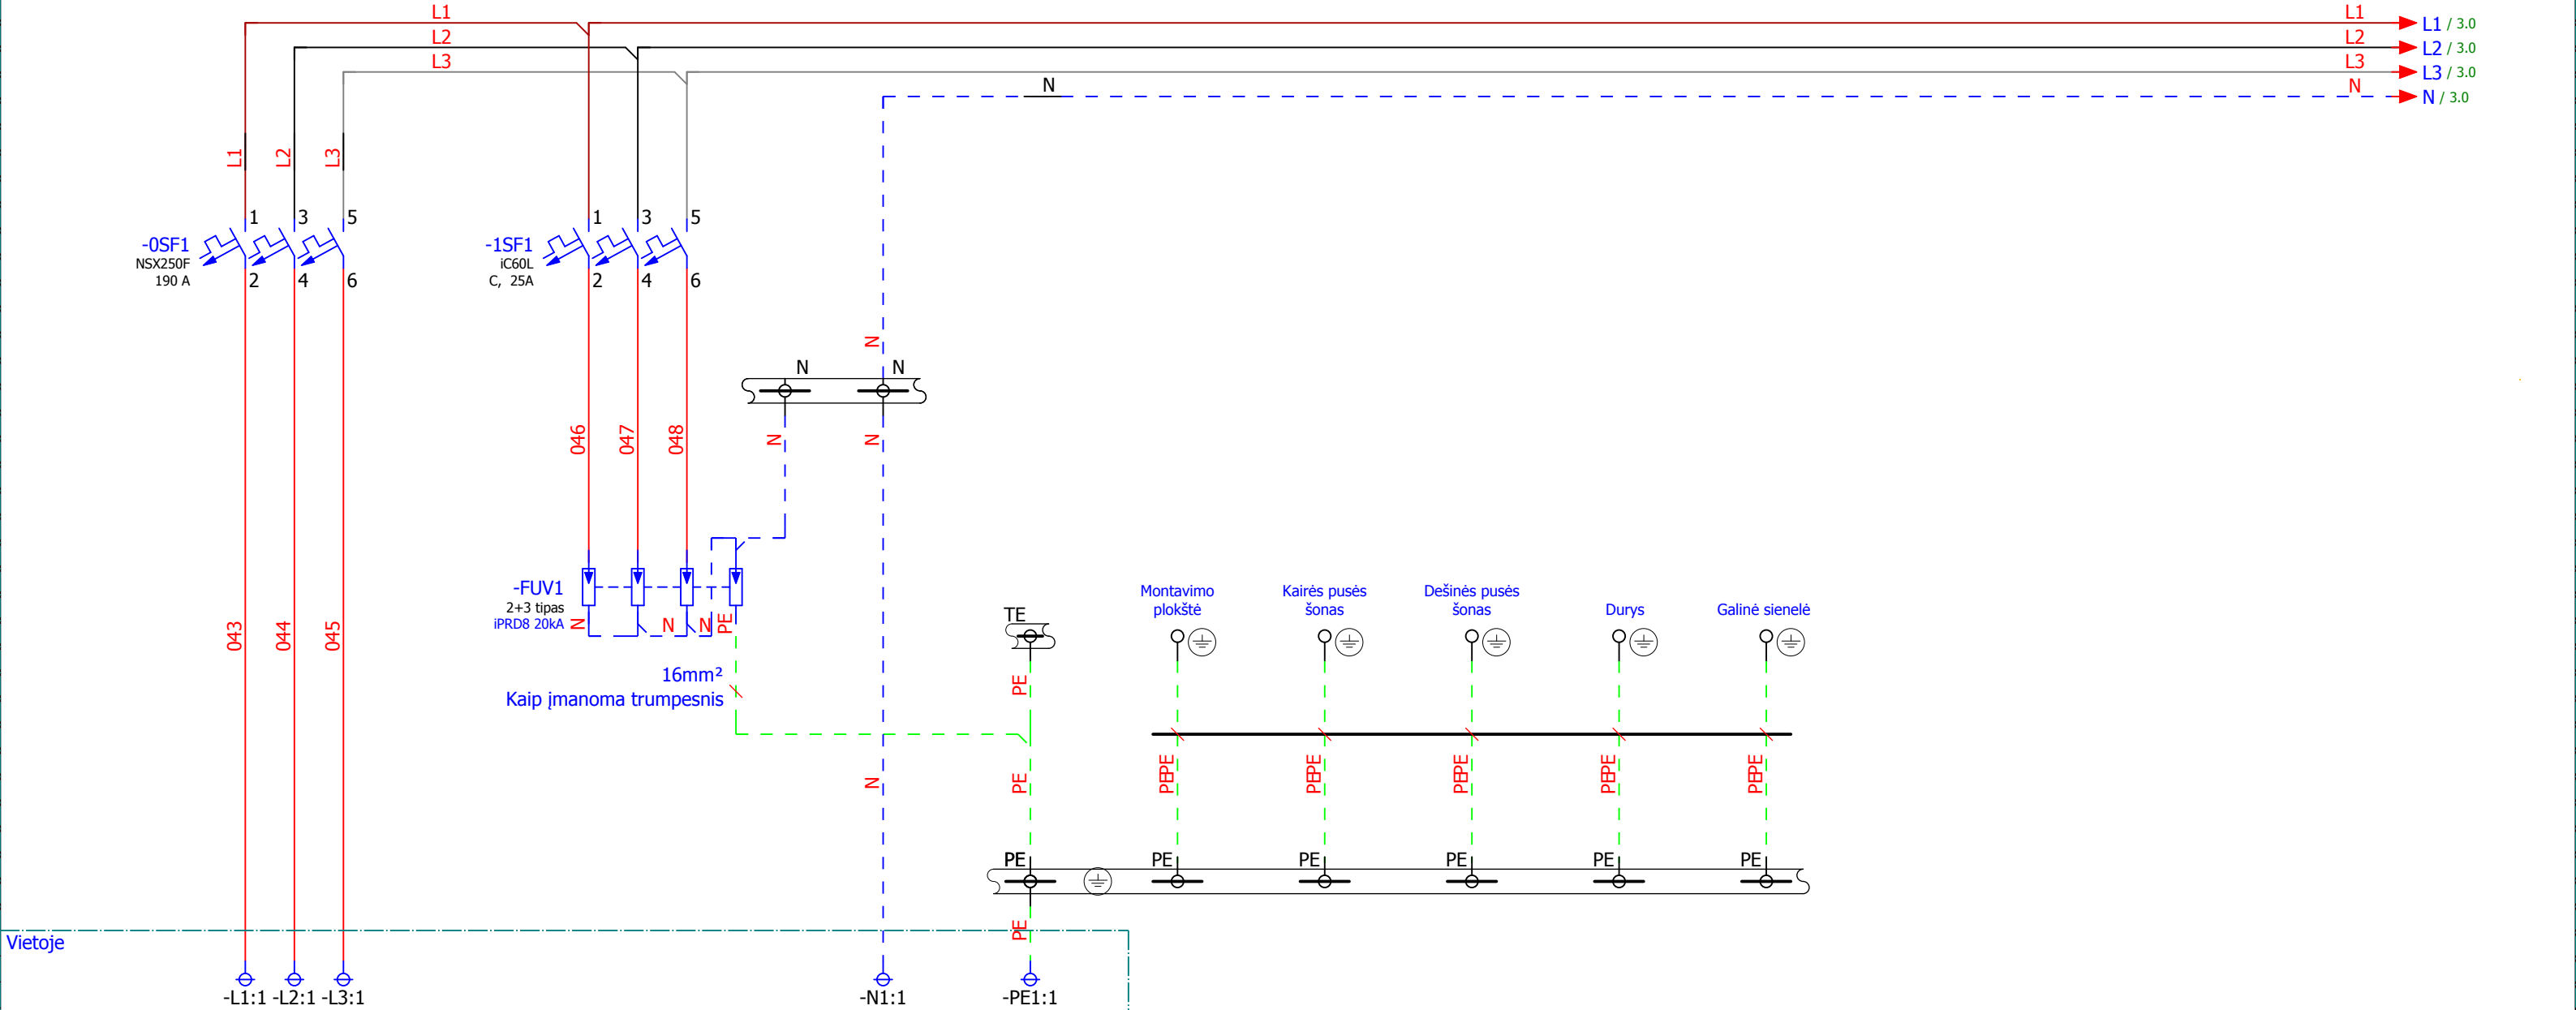 L1
L2
L3
N
L1
L2
L3
N
L1 / 3.0
L2 / 3.0
L3 / 3.0
N / 3.0
L1
L2
L3
1
3
5
-0SF1
NSX250F
190 A
2
4
6
1
3
5
-1SF1
iC60L
C, 25A
2
4
6
N
N
N
046
047
048
N
N
-FUV1
2+3 tipas
iPRD8 20kA
N
N
N
PE
043
044
045
16mm²
Kaip įmanoma trumpesnis
TE
PE
PE
N
Montavimo
plokštė
Kairės pusės
šonas
Dešinės pusės
šonas
Durys
Galinė sienelė
PEPE
PEPE
PEPE
PEPE
PEPE
PE
PE
PE
PE
PE
PE
PE
Vietoje
-L1:1
-L2:1
-L3:1
-N1:1
-PE1:1